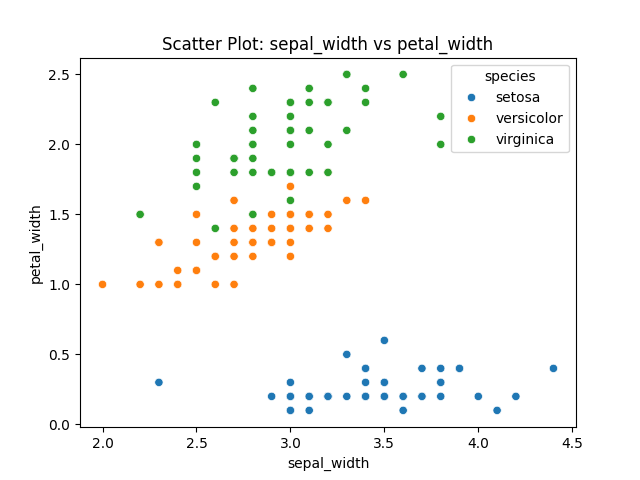 Scatter Plot: sepal_width vs petal_width
species
setosa
versicolor
virginica
petal_width
2.5
2.0
1.5
1.0
0.5
0.0
2.0 2.5 3.0 3.5 4.0 4.5
sepal_width